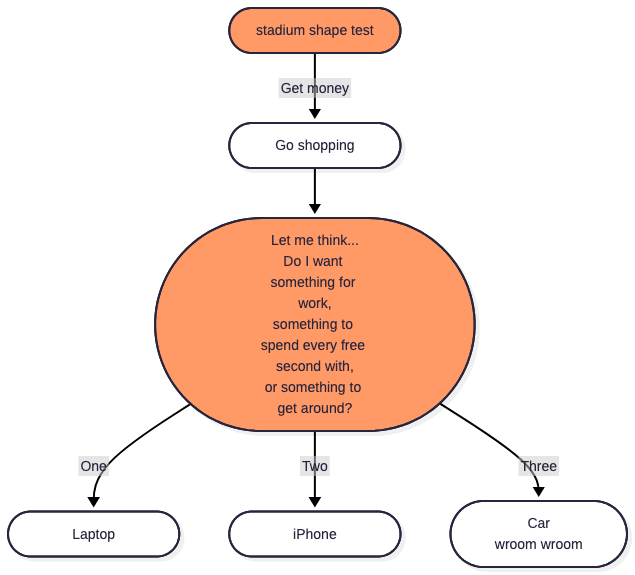 stadium shape test
Get money
Go shopping
Let me think...
Do I want
something for
work,
something to
spend every free
second with,
or something to
get around?
One
Two
Three
Laptop
iPhone
Car
wroom wroom